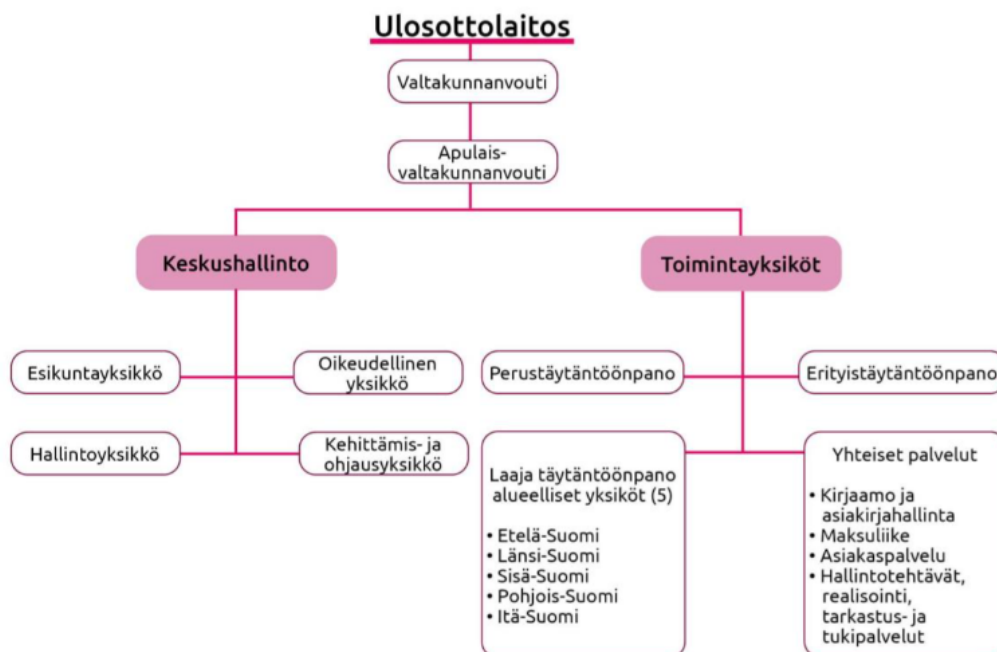 Ulosottolaitos
Valtakunnanvouti
Apulais-
valtakunnanvouti
Keskushallinto
Toimintayksiköt
Esikuntayksikkö
Oikeudellinen
yksikkö
Hallintoyksikkö
Kehittämis- ja
ohjausyksikkö
Perustäytäntöönpano
Erityistäytäntöönpano
Laaja täytäntöönpano
alueelliset yksiköt (5)
• Etelä-Suomi
• Länsi-Suomi
• Sisä-Suomi
• Pohjois-Suomi
• Itä-Suomi
Yhteiset palvelut
• Kirjaamo ja
asiakirjahallinta
• Maksuliike
• Asiakaspalvelu
• Hallintotehtävät,
realisointi,
tarkastus- ja
tukipalvelut